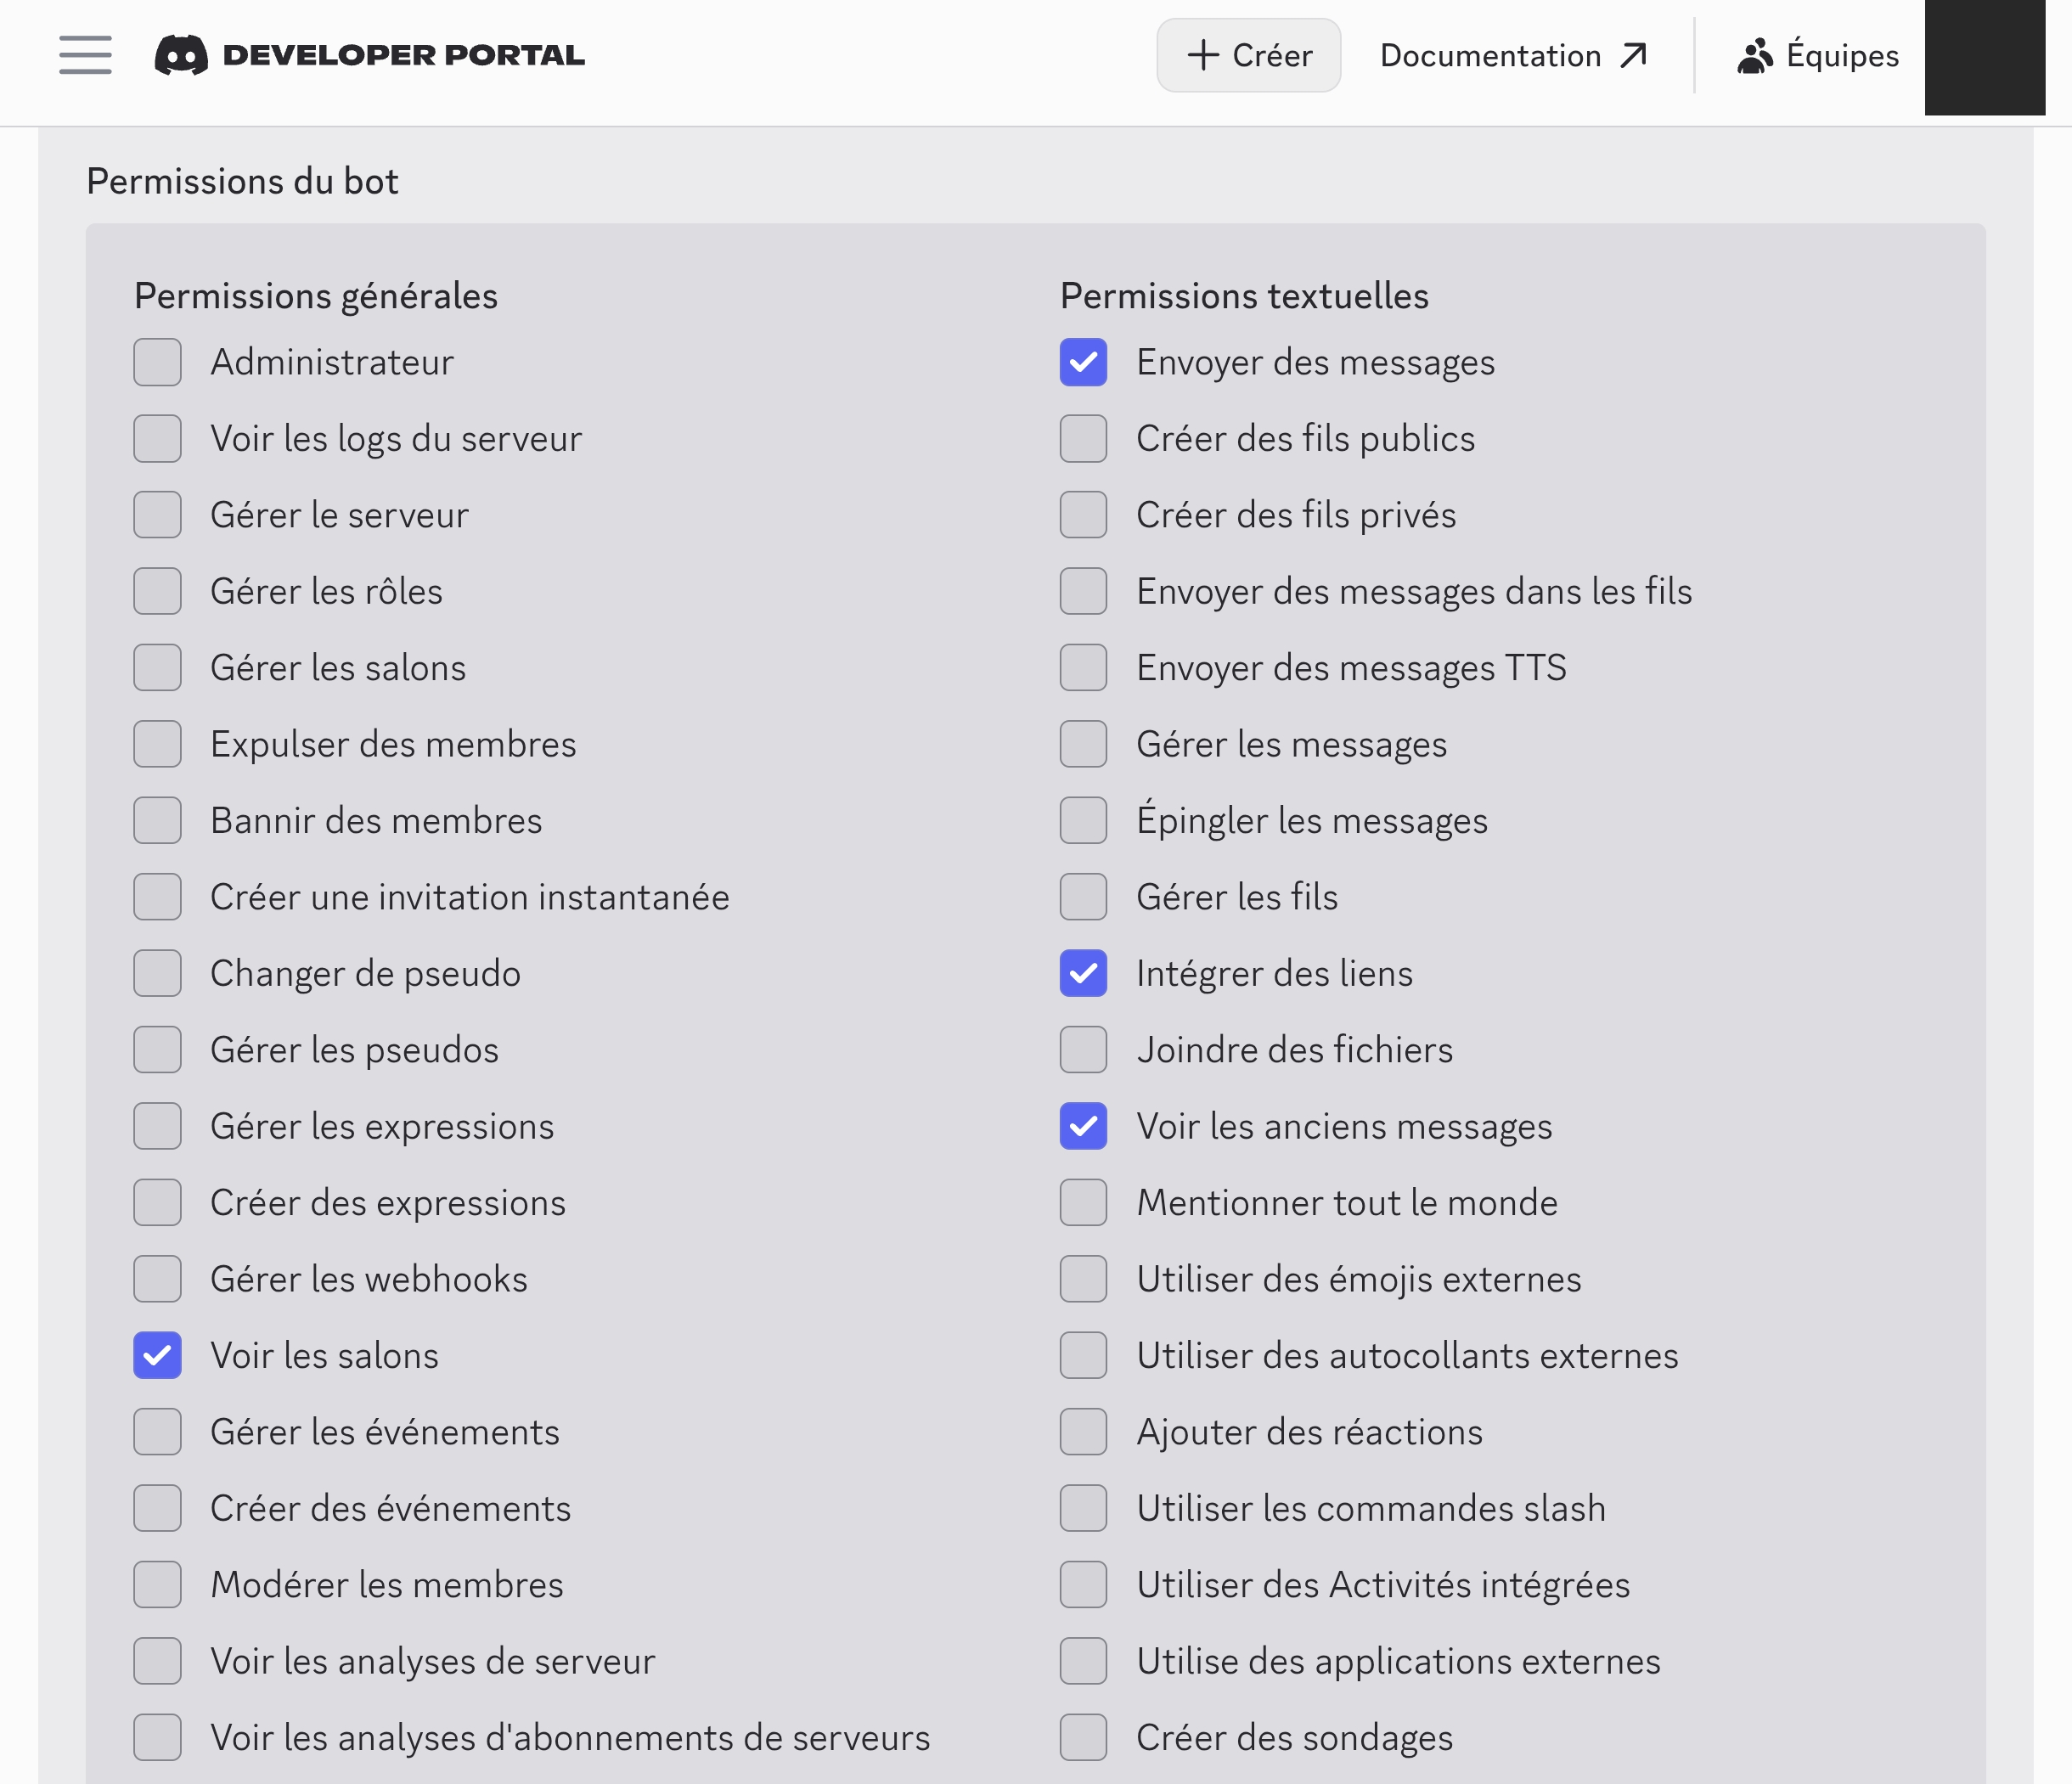 DEVELOPER PORTAL
Créer
Documentation
Équipes
Permissions du bot
Permissions générales
Administrateur
Voir les logs du serveur
Gérer le serveur
Gérer les rôles
Gérer les salons
Expulser des membres
Bannir des membres
Créer une invitation instantanée
Changer de pseudo
Gérer les pseudos
Gérer les expressions
Créer des expressions
Gérer les webhooks
Voir les salons
Gérer les événements
Créer des événements
Modérer les membres
Voir les analyses de serveur
Voir les analyses d'abonnements de serveurs
Permissions textuelles
Envoyer des messages
Créer des fils publics
Créer des fils privés
Envoyer des messages dans les fils
Envoyer des messages TTS
Gérer les messages
Épingler les messages
Gérer les fils
Intégrer des liens
Joindre des fichiers
Voir les anciens messages
Mentionner tout le monde
Utiliser des émojis externes
Utiliser des autocollants externes
Ajouter des réactions
Utiliser les commandes slash
Utiliser des Activités intégrées
Utilise des applications externes
Créer des sondages